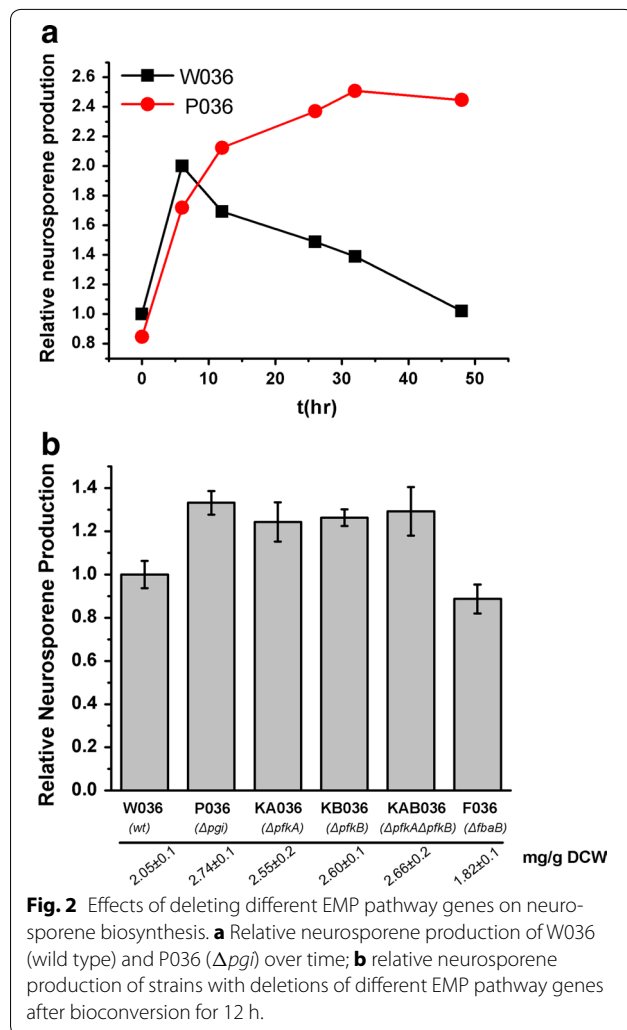 a
W036
P036
Relative neurosporene prodution
2.6
2.4
2.2
2.0
1.8
1.6
1.4
1.2
1.0
0.8
0 10 20 30 40 50
t(hr)
b
Relative Neurosporene Production
1.4
1.2
1.0
0.8
0.6
0.4
0.2
0.0
W036 P036 KA036 KB036 KAB036 F036
(wt) (Δpgi) (ΔpfkA) (ΔpfkB) (ΔpfkAΔpfkB) (ΔfbaB)
2.05±0.1 2.74±0.1 2.55±0.2 2.60±0.1 2.66±0.2 1.82±0.1 mg/g DCW
Fig. 2 Effects of deleting different EMP pathway genes on neuro-
sporene biosynthesis. a Relative neurosporene production of W036
(wild type) and P036 (Δpgi) over time; b relative neurosporene
production of strains with deletions of different EMP pathway genes
after bioconversion for 12 h.